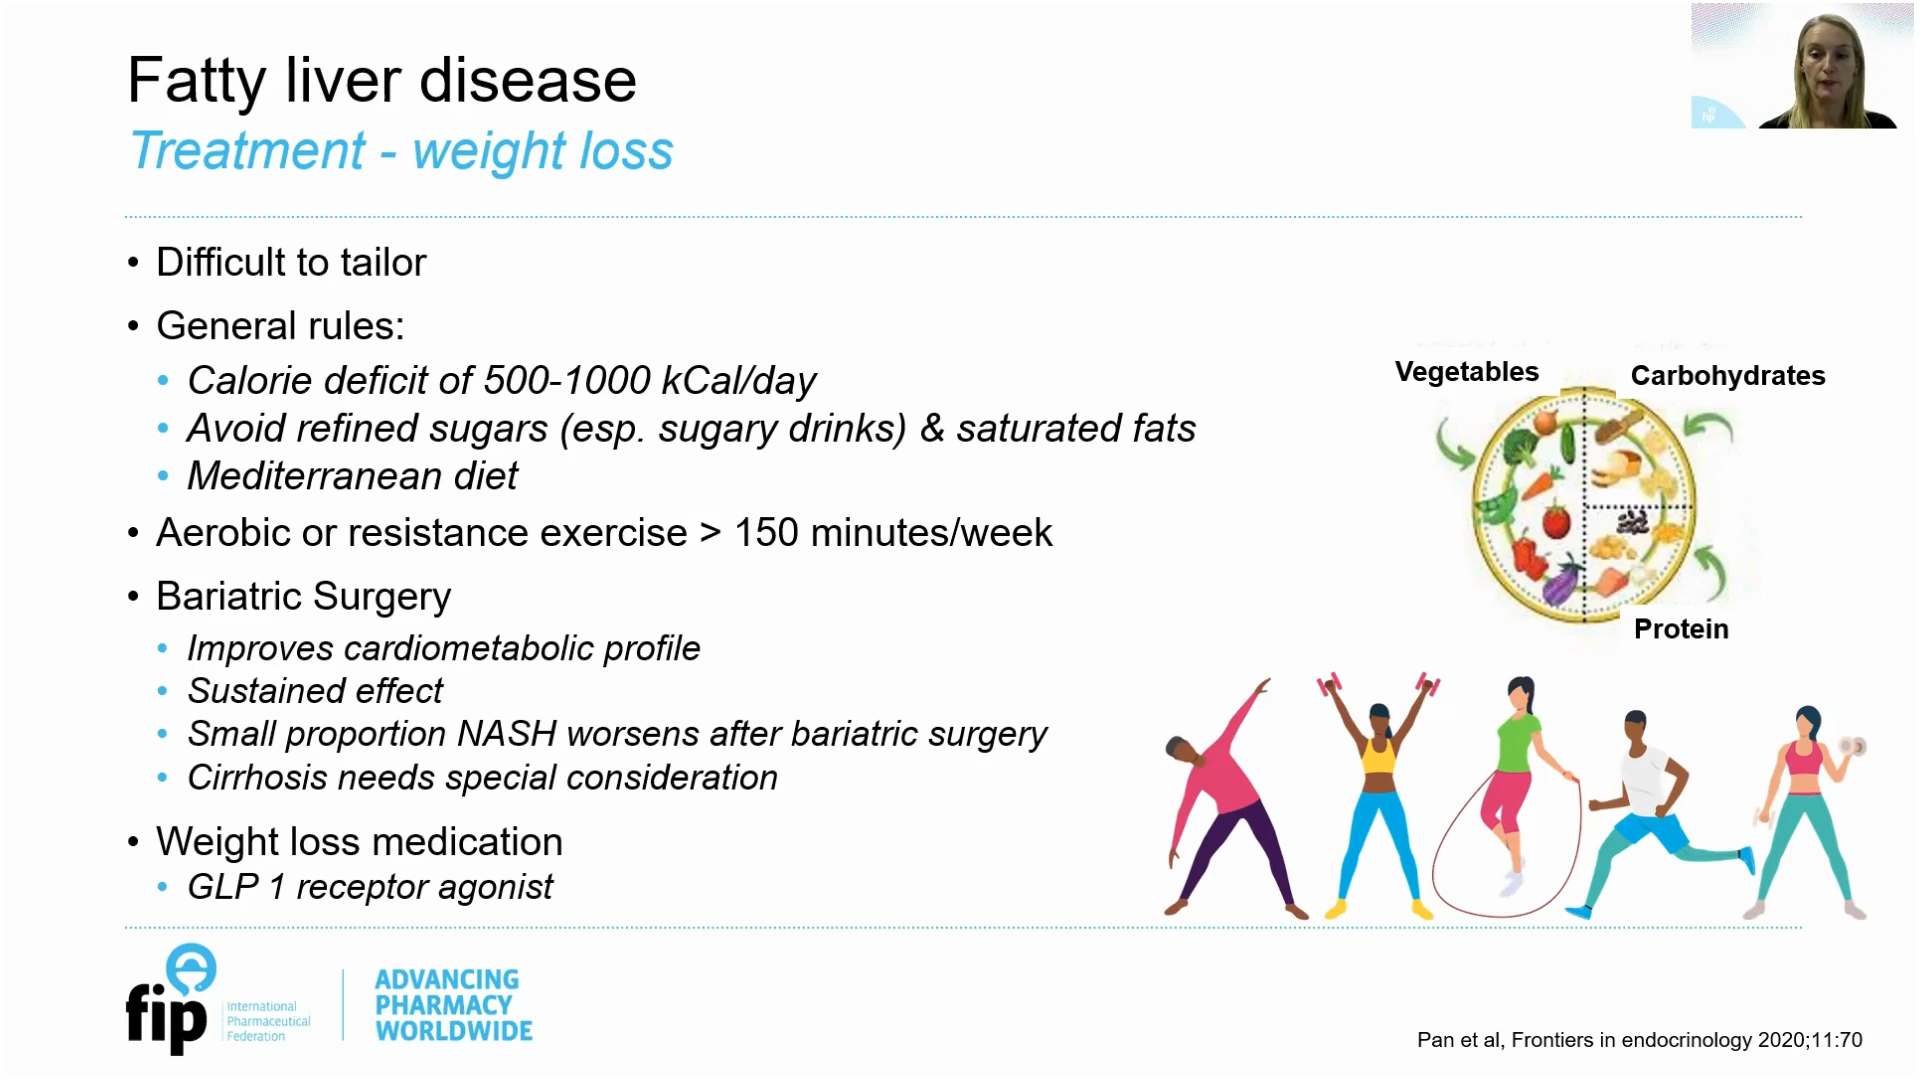 Fatty liver disease
Treatment - weight loss
• Difficult to tailor
• General rules:
• Calorie deficit of 500-1000 kCal/day
• Avoid refined sugars (esp. sugary drinks) & saturated fats
• Mediterranean diet
• Aerobic or resistance exercise > 150 minutes/week
• Bariatric Surgery
• Improves cardiometabolic profile
• Sustained effect
• Small proportion NASH worsens after bariatric surgery
• Cirrhosis needs special consideration
• Weight loss medication
• GLP 1 receptor agonist
Vegetables
Carbohydrates
Protein
fip
International
Pharmaceutical
Federation
ADVANCING
PHARMACY
WORLDWIDE
Pan et al, Frontiers in endocrinology 2020;11:70
fip